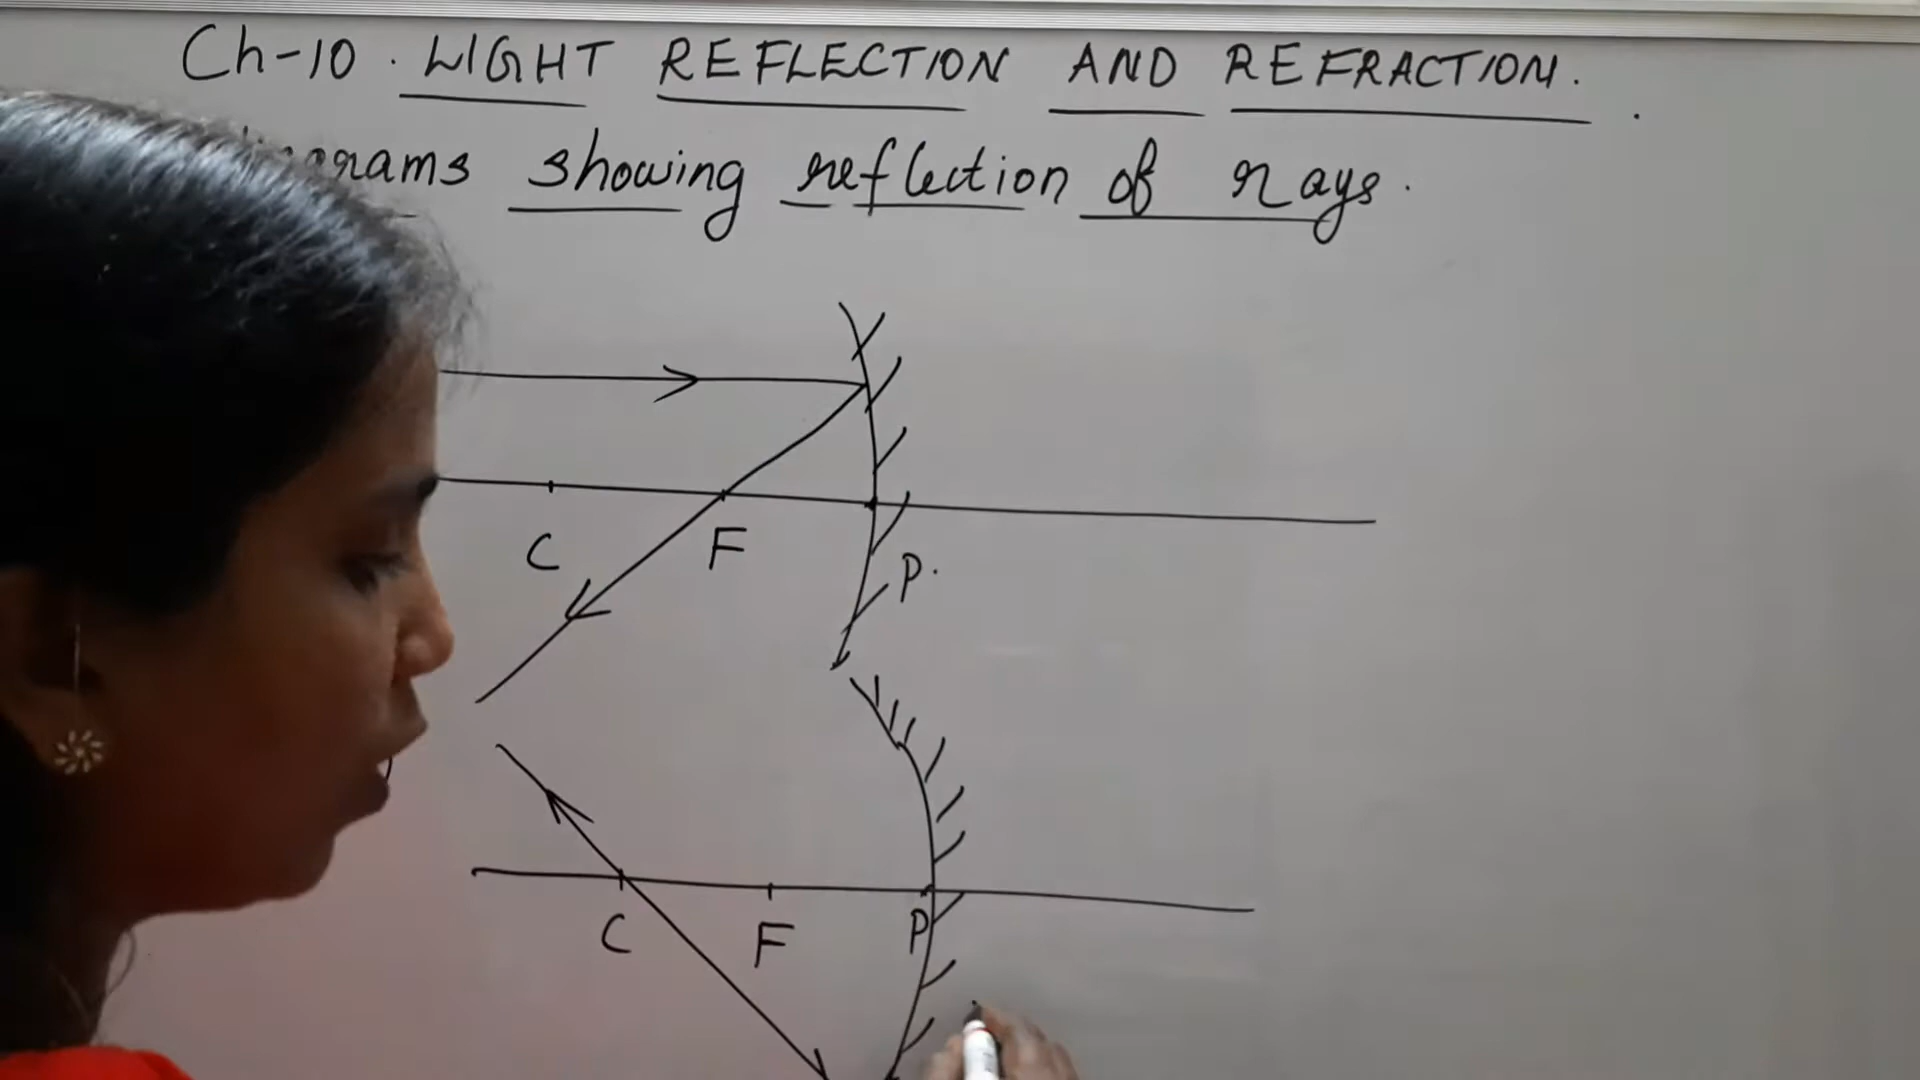 Ch-10. LIGHT REFLECTION AND REFRACTION.
showing reflection of rays.
C F P.
C F P